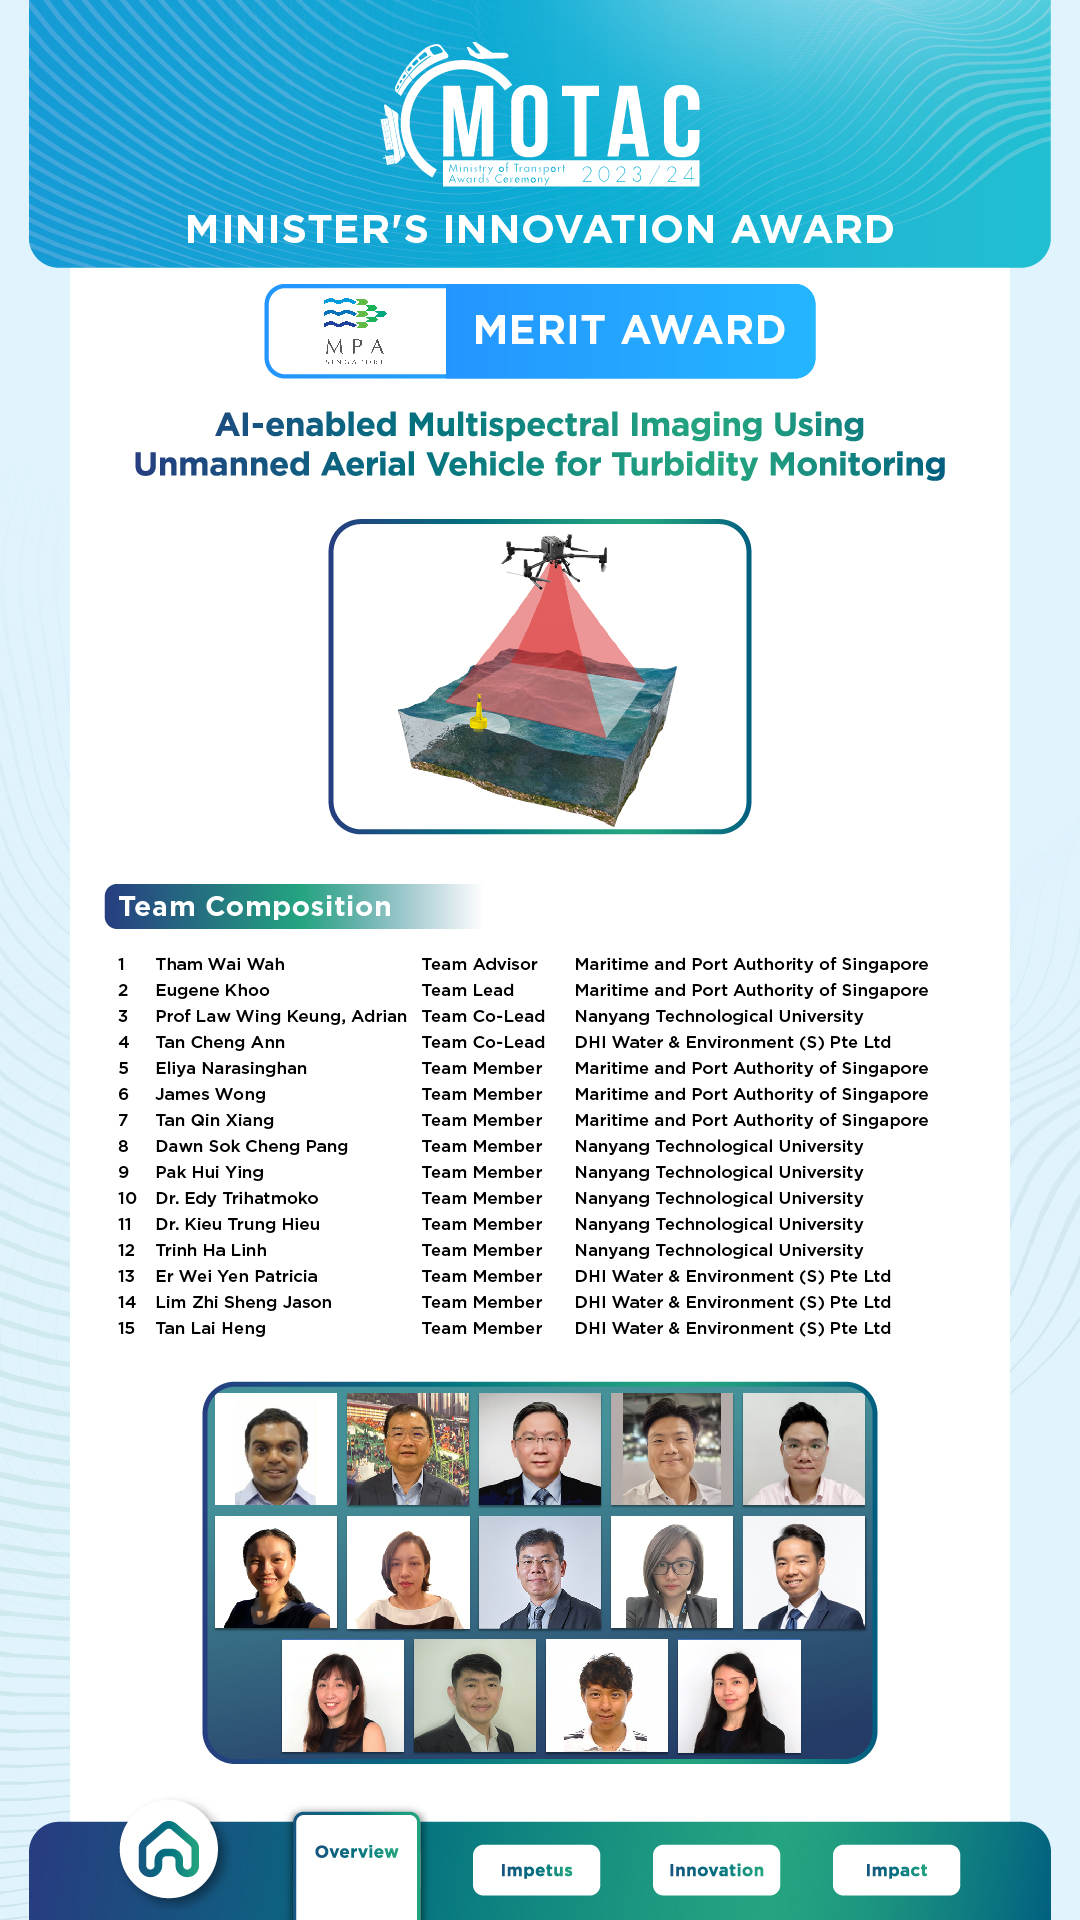 MOTAC
Ministry of Transport
Awards Ceremony 2023/24
MINISTER'S INNOVATION AWARD
MPA
SINGAPORE
MERIT AWARD
AI-enabled Multispectral Imaging Using
Unmanned Aerial Vehicle for Turbidity Monitoring
Team Composition
1 Tham Wai Wah Team Advisor Maritime and Port Authority of Singapore
2 Eugene Khoo Team Lead Maritime and Port Authority of Singapore
3 Prof Law Wing Keung, Adrian Team Co-Lead Nanyang Technological University
4 Tan Cheng Ann Team Co-Lead DHI Water & Environment (S) Pte Ltd
5 Eliya Narasinghan Team Member Maritime and Port Authority of Singapore
6 James Wong Team Member Maritime and Port Authority of Singapore
7 Tan Qin Xiang Team Member Maritime and Port Authority of Singapore
8 Dawn Sok Cheng Pang Team Member Nanyang Technological University
9 Pak Hui Ying Team Member Nanyang Technological University
10 Dr. Edy Trihatmoko Team Member Nanyang Technological University
11 Dr. Kieu Trung Hieu Team Member Nanyang Technological University
12 Trinh Ha Linh Team Member Nanyang Technological University
13 Er Wei Yen Patricia Team Member DHI Water & Environment (S) Pte Ltd
14 Lim Zhi Sheng Jason Team Member DHI Water & Environment (S) Pte Ltd
15 Tan Lai Heng Team Member DHI Water & Environment (S) Pte Ltd
Overview
Impetus
Innovation
Impact